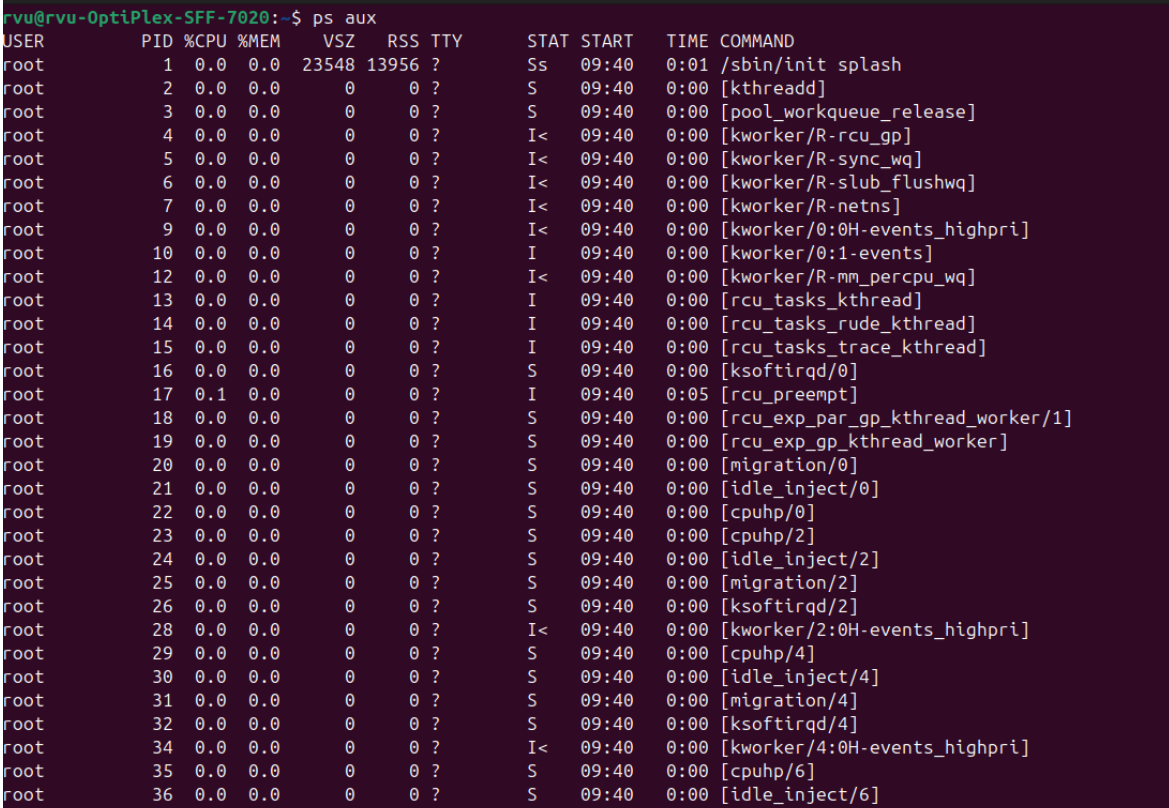 rvu@rvu-OptiPlex-SFF-7020:~$ ps aux
USER         PID %CPU %MEM    VSZ   RSS TTY      STAT START   TIME COMMAND
root           1  0.0  0.0  23548 13956 ?        Ss   09:40   0:01 /sbin/init splash
root           2  0.0  0.0      0     0 ?        S    09:40   0:00 [kthreadd]
root           3  0.0  0.0      0     0 ?        S    09:40   0:00 [pool_workqueue_release]
root           4  0.0  0.0      0     0 ?        I<   09:40   0:00 [kworker/R-rcu_gp]
root           5  0.0  0.0      0     0 ?        I<   09:40   0:00 [kworker/R-sync_wq]
root           6  0.0  0.0      0     0 ?        I<   09:40   0:00 [kworker/R-slub_flushwq]
root           7  0.0  0.0      0     0 ?        I<   09:40   0:00 [kworker/R-netns]
root           9  0.0  0.0      0     0 ?        I<   09:40   0:00 [kworker/0:0H-events_highpri]
root          10  0.0  0.0      0     0 ?        I    09:40   0:00 [kworker/0:1-events]
root          12  0.0  0.0      0     0 ?        I<   09:40   0:00 [kworker/R-mm_percpu_wq]
root          13  0.0  0.0      0     0 ?        I    09:40   0:00 [rcu_tasks_kthread]
root          14  0.0  0.0      0     0 ?        I    09:40   0:00 [rcu_tasks_rude_kthread]
root          15  0.0  0.0      0     0 ?        I    09:40   0:00 [rcu_tasks_trace_kthread]
root          16  0.0  0.0      0     0 ?        S    09:40   0:00 [ksoftirqd/0]
root          17  0.1  0.0      0     0 ?        I    09:40   0:05 [rcu_preempt]
root          18  0.0  0.0      0     0 ?        S    09:40   0:00 [rcu_exp_par_gp_kthread_worker/1]
root          19  0.0  0.0      0     0 ?        S    09:40   0:00 [rcu_exp_gp_kthread_worker]
root          20  0.0  0.0      0     0 ?        S    09:40   0:00 [migration/0]
root          21  0.0  0.0      0     0 ?        S    09:40   0:00 [idle_inject/0]
root          22  0.0  0.0      0     0 ?        S    09:40   0:00 [cpuhp/0]
root          23  0.0  0.0      0     0 ?        S    09:40   0:00 [cpuhp/2]
root          24  0.0  0.0      0     0 ?        S    09:40   0:00 [idle_inject/2]
root          25  0.0  0.0      0     0 ?        S    09:40   0:00 [migration/2]
root          26  0.0  0.0      0     0 ?        S    09:40   0:00 [ksoftirqd/2]
root          28  0.0  0.0      0     0 ?        I<   09:40   0:00 [kworker/2:0H-events_highpri]
root          29  0.0  0.0      0     0 ?        S    09:40   0:00 [cpuhp/4]
root          30  0.0  0.0      0     0 ?        S    09:40   0:00 [idle_inject/4]
root          31  0.0  0.0      0     0 ?        S    09:40   0:00 [migration/4]
root          32  0.0  0.0      0     0 ?        S    09:40   0:00 [ksoftirqd/4]
root          34  0.0  0.0      0     0 ?        I<   09:40   0:00 [kworker/4:0H-events_highpri]
root          35  0.0  0.0      0     0 ?        S    09:40   0:00 [cpuhp/6]
root          36  0.0  0.0      0     0 ?        S    09:40   0:00 [idle_inject/6]